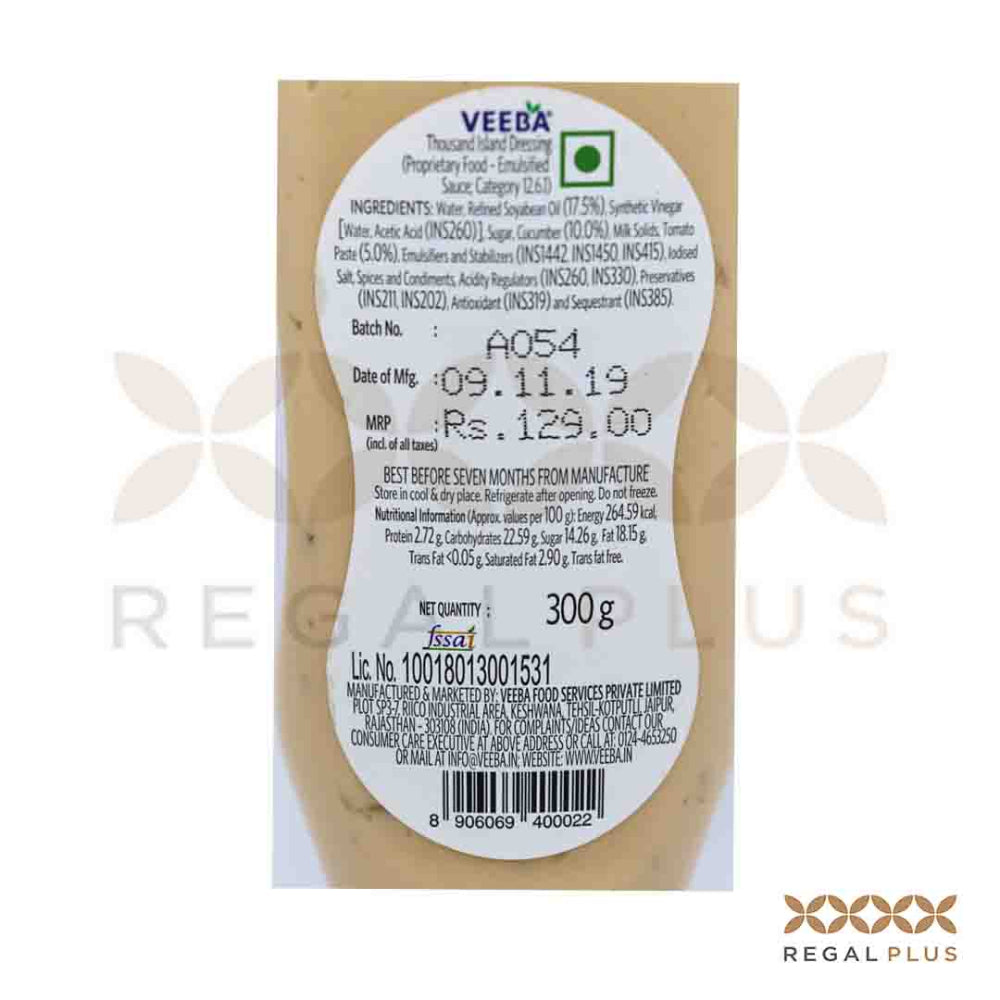 VEEBA
Thousand Island Dressing
(Proprietary Food - Emulsified
Sauce; Category 12.6.1)
INGREDIENTS: Water, Refined Soyabean Oil (17.5%), Synthetic Vinegar
[Water, Acetic Acid (INS260)], Sugar, Cucumber (10.0%), Milk Solids, Tomato
Paste (5.0%), Emulsifiers and Stabilizers (INS1442, INS1450, INS415), Iodised
Salt, Spices and Condiments, Acidity Regulators (INS260, INS330), Preservatives
(INS211, INS202), Antioxidant (INS319) and Sequestrant (INS385).
Batch No. : A054
Date of Mfg. : 09.11.19
MRP : Rs.129.00
(incl. of all taxes)
BEST BEFORE SEVEN MONTHS FROM MANUFACTURE
Store in cool & dry place. Refrigerate after opening. Do not freeze.
Nutritional Information (Approx. values per 100 g): Energy 264.59 kcal,
Protein 2.72 g, Carbohydrates 22.59 g, Sugar 14.26 g, Fat 18.15 g,
Trans Fat <0.05 g, Saturated Fat 2.90 g, Trans fat free.
NET QUANTITY : 300 g
fssai
Lic. No. 10018013001531
MANUFACTURED & MARKETED BY: VEEBA FOOD SERVICES PRIVATE LIMITED
PLOT SP3-7, RIICO INDUSTRIAL AREA, KESHWANA, TEHSIL-KOTPUTLI, JAIPUR,
RAJASTHAN - 303108 (INDIA). FOR COMPLAINTS/IDEAS CONTACT OUR
CONSUMER CARE EXECUTIVE AT ABOVE ADDRESS OR CALL AT: 0124-4653250
OR MAIL AT INFO@VEEBA.IN; WEBSITE: WWW.VEEBA.IN
8 906069 400022
REGAL PLUS
REGAL PLUS